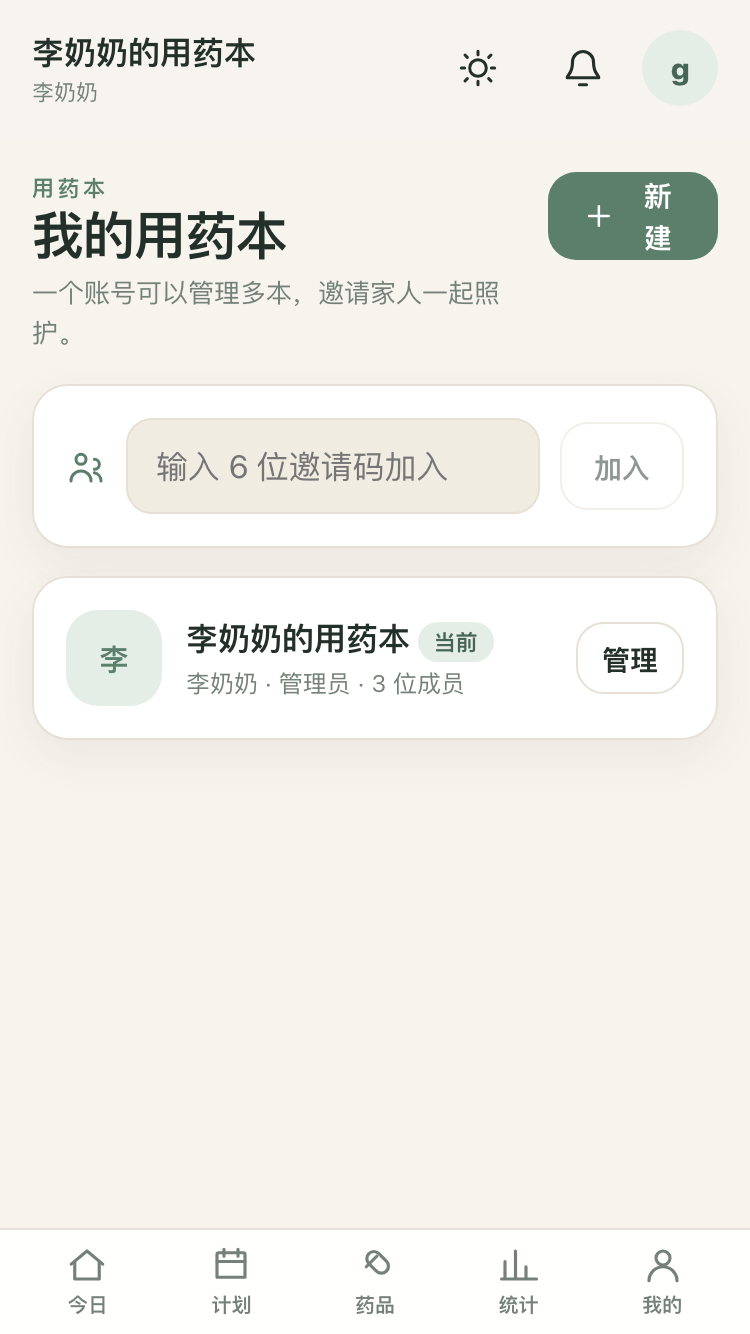 李奶奶的用药本
李奶奶
g
用药本
我的用药本
一个账号可以管理多本，邀请家人一起照
护。
新
建
输入 6 位邀请码加入
加入
李
李奶奶的用药本 当前
李奶奶 · 管理员 · 3 位成员
管理
今日
计划
药品
统计
我的